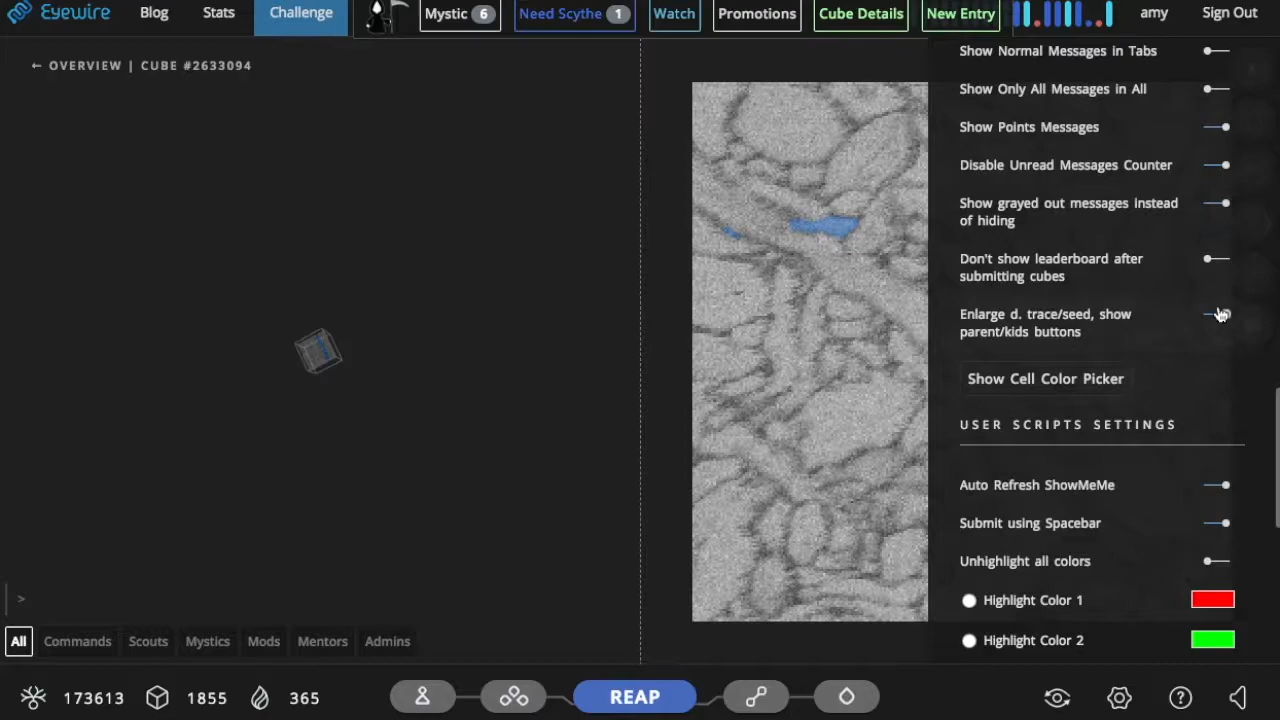 Eyewire Blog Stats Challenge Mystic 6 Need Scythe 1 Watch Promotions Cube Details New Entry amy Sign Out
← OVERVIEW | CUBE #2633094
Show Normal Messages in Tabs
Show Only All Messages in All
Show Points Messages
Disable Unread Messages Counter
Show grayed out messages instead
of hiding
Don't show leaderboard after
submitting cubes
Enlarge d. trace/seed, show
parent/kids buttons
Show Cell Color Picker
USER SCRIPTS SETTINGS
Auto Refresh ShowMeMe
Submit using Spacebar
Unhighlight all colors
Highlight Color 1
Highlight Color 2
>
All Commands Scouts Mystics Mods Mentors Admins
173613 1855 365 REAP